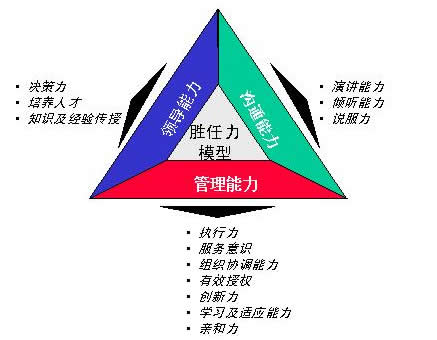 · 决策力
· 培养人才
· 知识及经验传授
领导能力
沟通能力
· 演讲能力
· 倾听能力
· 说服力
胜任力
模型
管理能力
· 执行力
· 服务意识
· 组织协调能力
· 有效授权
· 创新力
· 学习及适应能力
· 亲和力